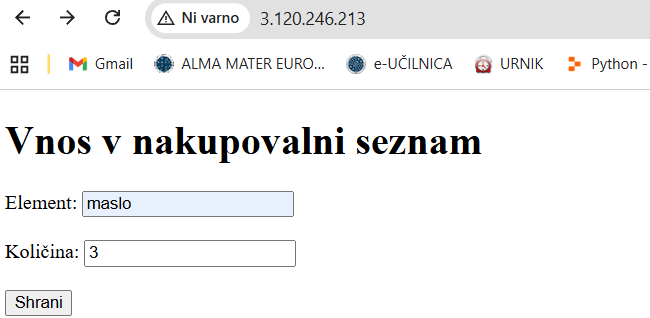 Ni varno 3.120.246.213
Gmail ALMA MATER EURO... e-UČILNICA URNIK Python -
Vnos v nakupovalni seznam
Element: maslo
Količina: 3
Shrani